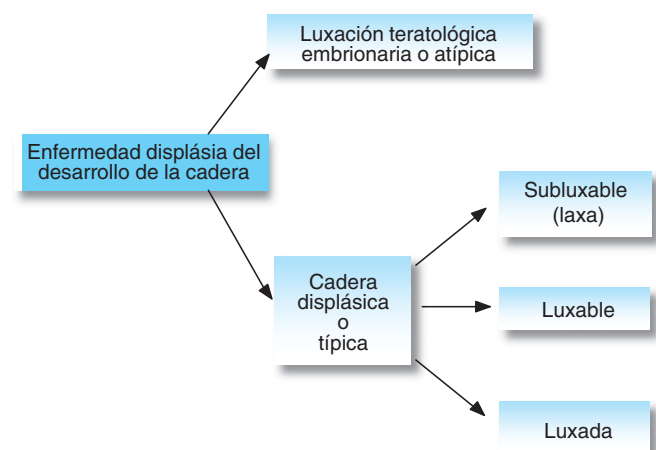 Luxación teratológica
embrionaria o atípica
Enfermedad displásia del
desarrollo de la cadera
Cadera
displásica
o
típica
Subluxable
(laxa)
Luxable
Luxada